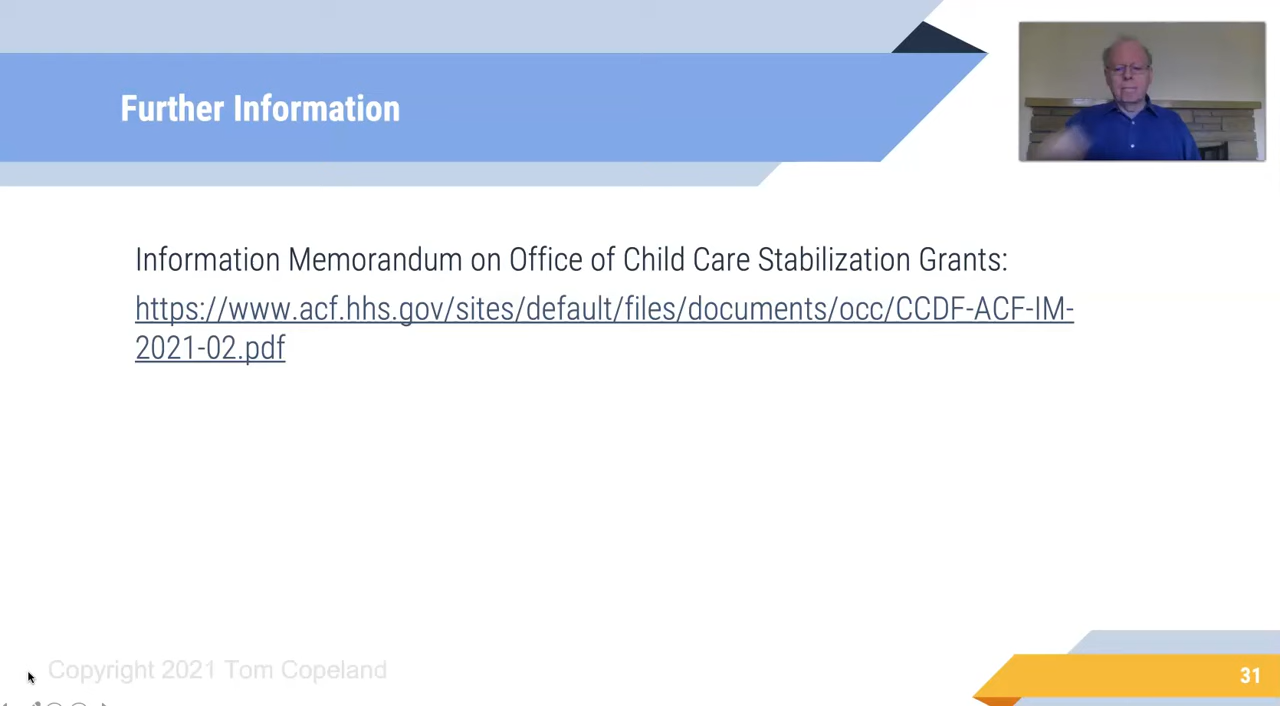 Further Information
Information Memorandum on Office of Child Care Stabilization Grants:
https://www.acf.hhs.gov/sites/default/files/documents/occ/CCDF-ACF-IM-
2021-02.pdf
Copyright 2021 Tom Copeland
31